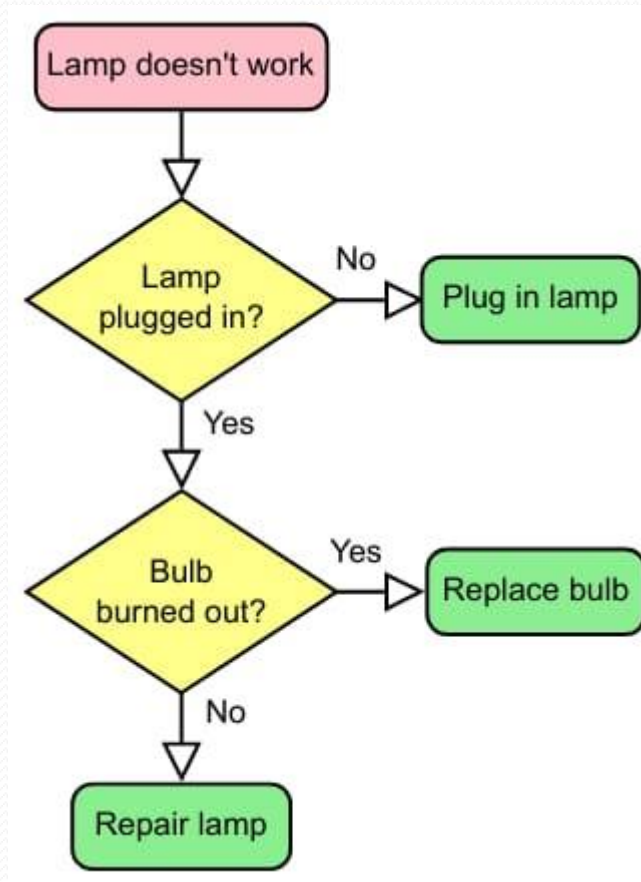 Lamp doesn't work
Lamp
plugged in?
No
Plug in lamp
Yes
Bulb
burned out?
Yes
Replace bulb
No
Repair lamp